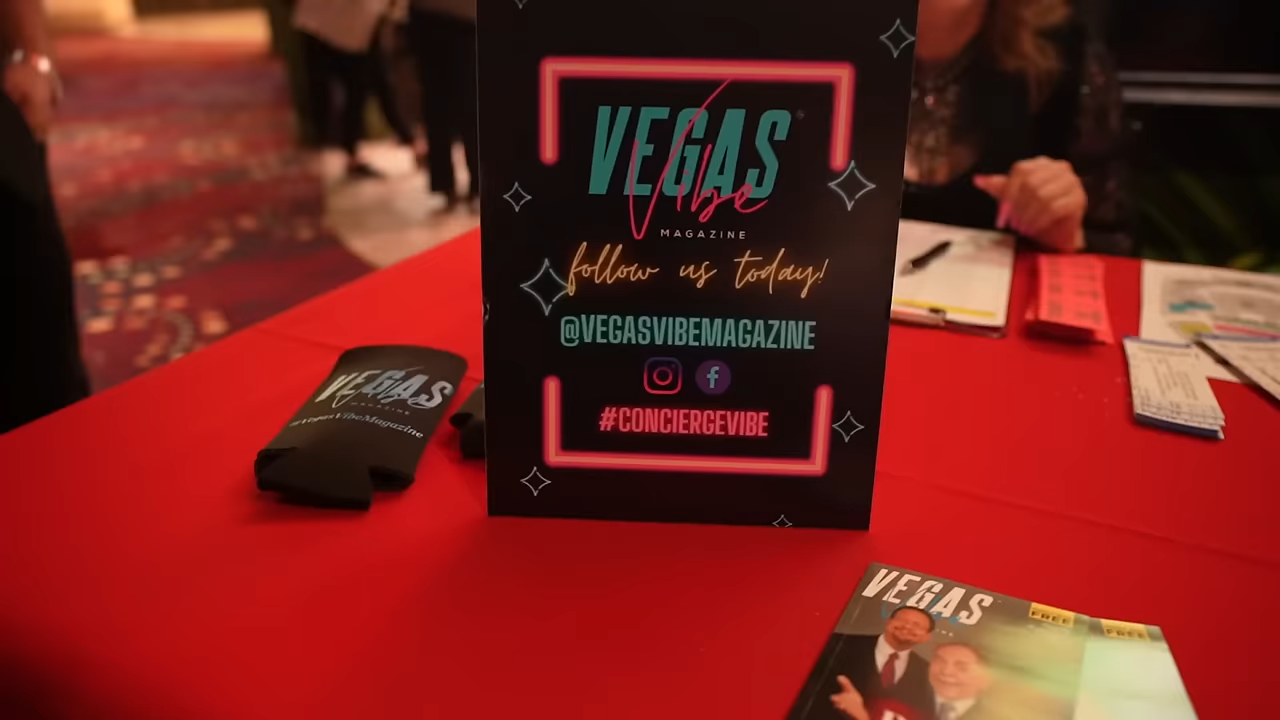 VEGAS
Vibe
MAGAZINE
follow us today!
@VEGASVIBEMAGAZINE
#CONCIERGEVIBE
VEGAS
MAGAZINE
#VegasVibeMagazine
VEGAS
FREE
FREE